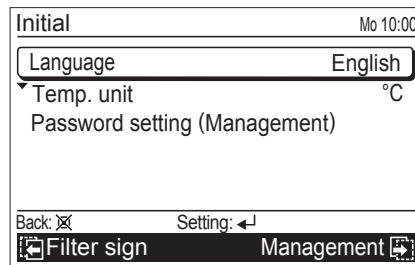 Initial Mo 10:00
Language English
Temp. unit °C
Password setting (Management)
Back: Setting:
Filter sign Management